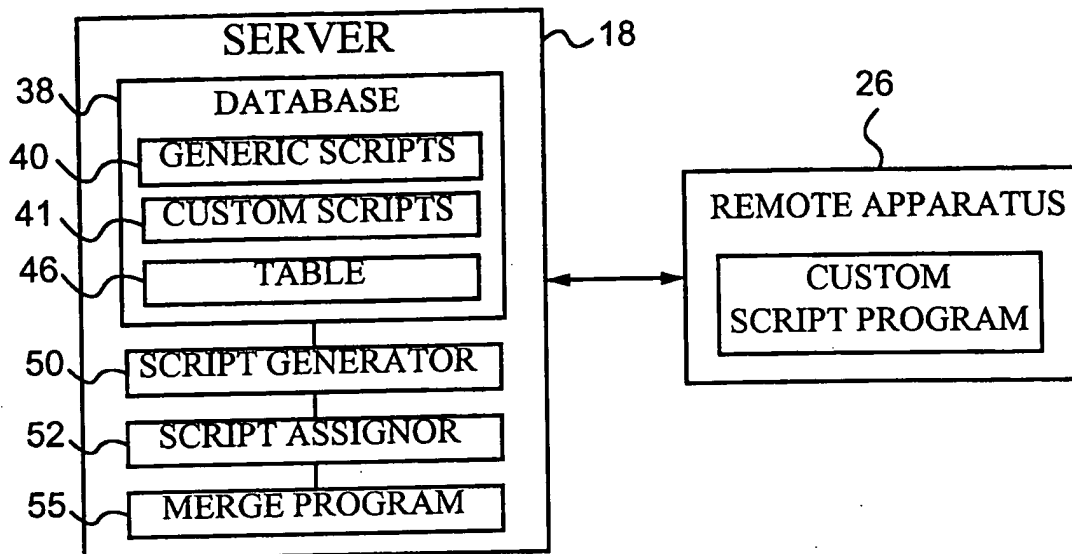 SERVER
18
38
DATABASE
40
GENERIC SCRIPTS
41
CUSTOM SCRIPTS
46
TABLE
50
SCRIPT GENERATOR
52
SCRIPT ASSIGNOR
55
MERGE PROGRAM
26
REMOTE APPARATUS
CUSTOM
SCRIPT PROGRAM